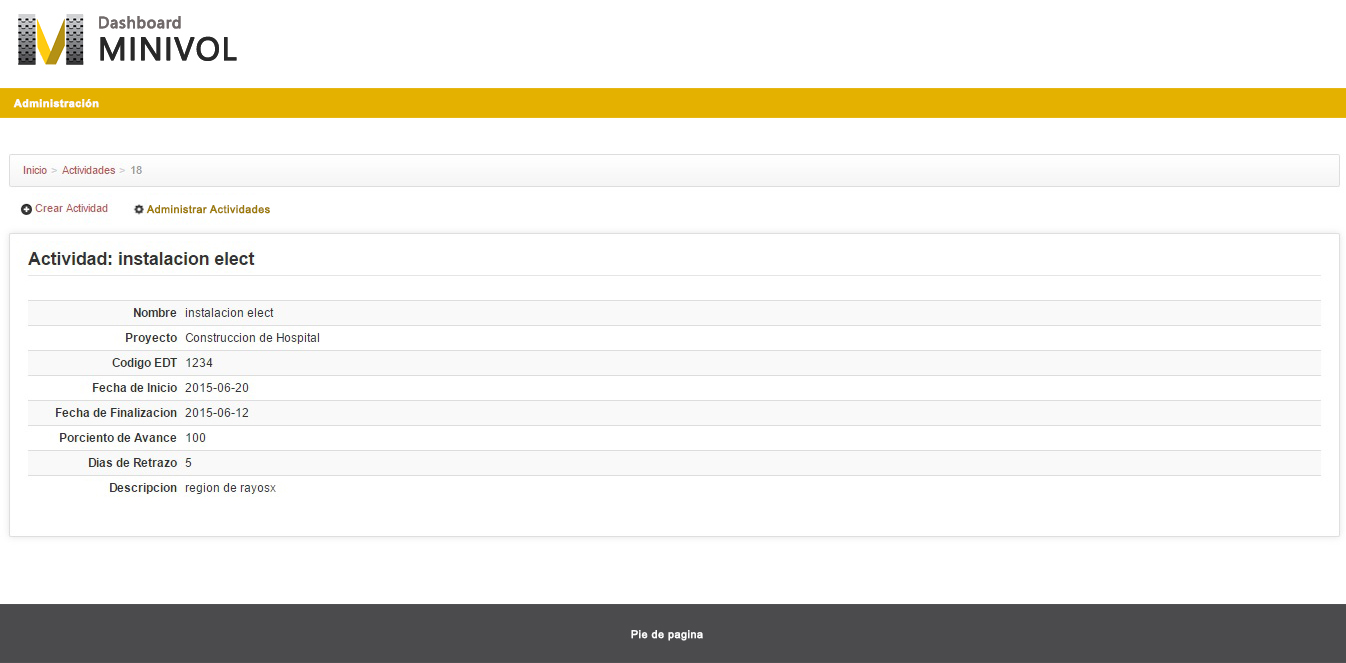 Dashboard
MINIVOL
Administración
Inicio > Actividades > 18
Crear Actividad Administrar Actividades
Actividad: instalacion elect
Nombre instalacion elect
Proyecto Construccion de Hospital
Codigo EDT 1234
Fecha de Inicio 2015-06-20
Fecha de Finalizacion 2015-06-12
Porciento de Avance 100
Dias de Retrazo 5
Descripcion region de rayosx
Pie de pagina